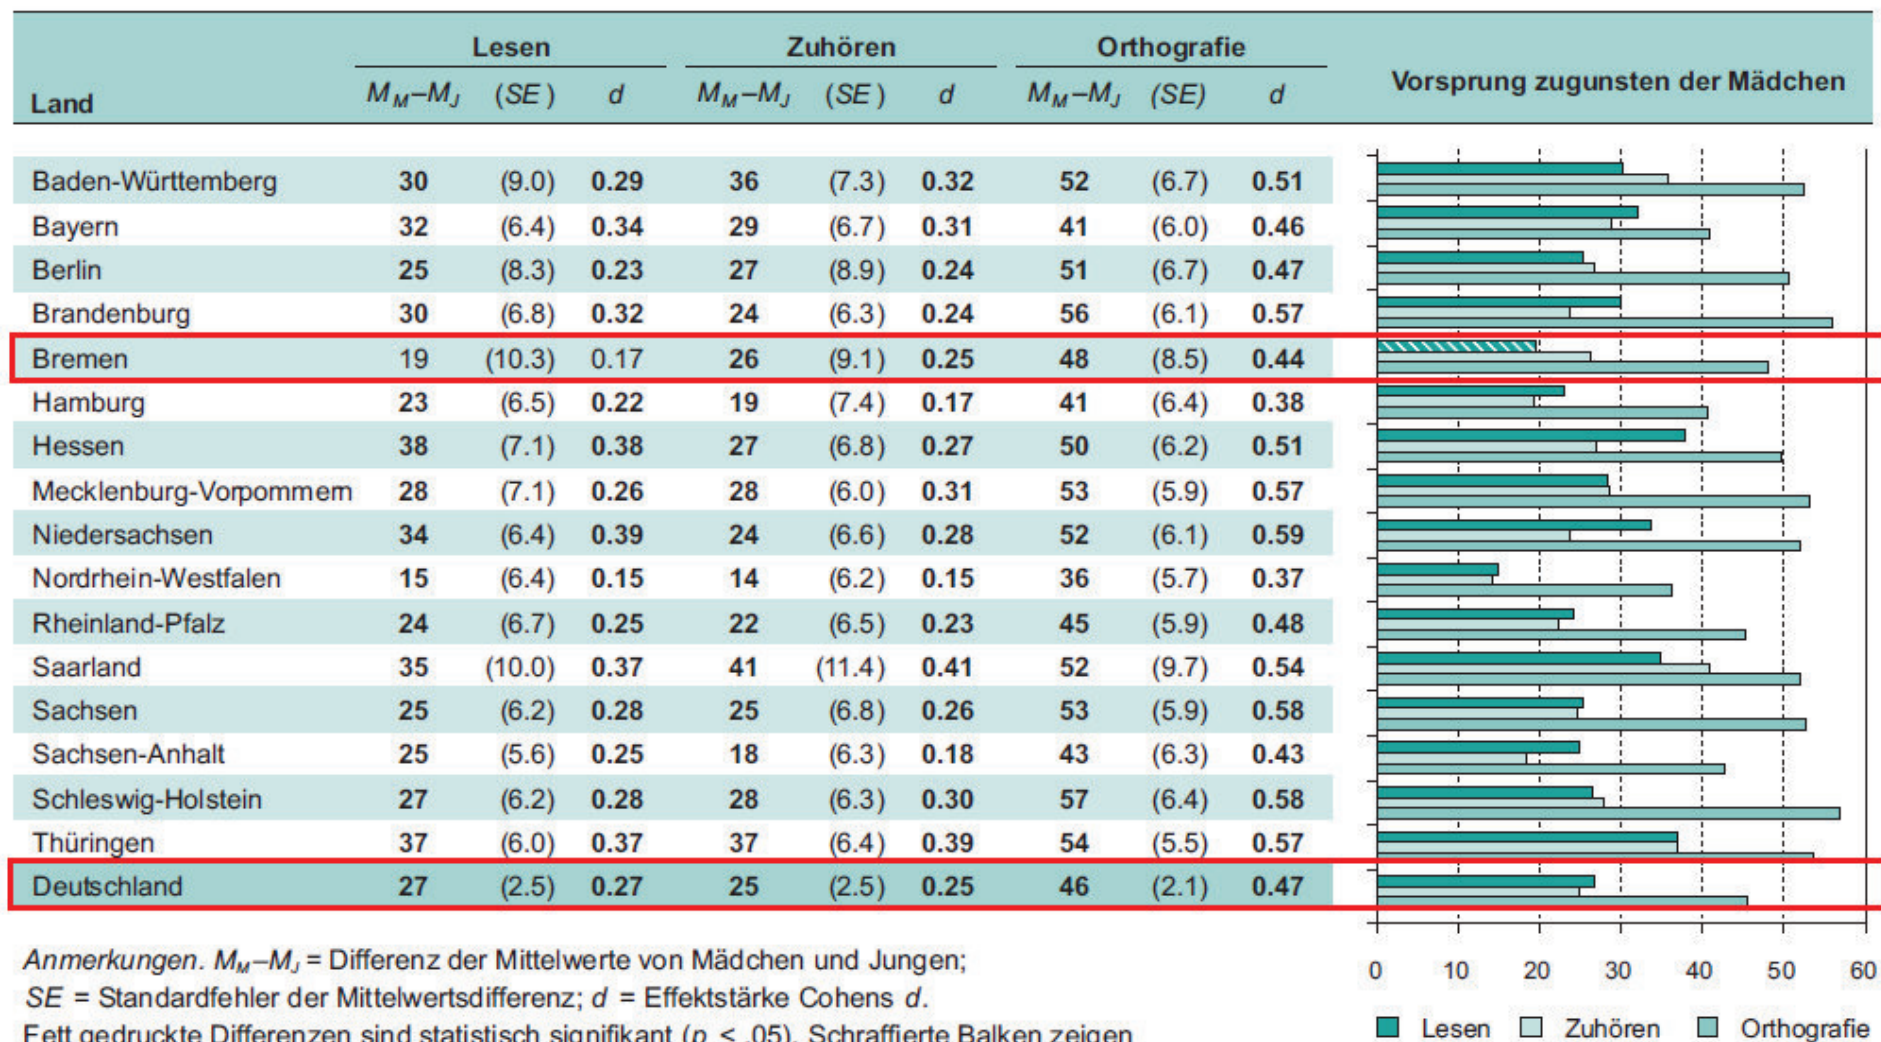 Lesen Zuhören Orthografie
Land M_M–M_J (SE) d M_M–M_J (SE) d M_M–M_J (SE) d Vorsprung zugunsten der Mädchen
Baden-Württemberg 30 (9.0) 0.29 36 (7.3) 0.32 52 (6.7) 0.51
Bayern 32 (6.4) 0.34 29 (6.7) 0.31 41 (6.0) 0.46
Berlin 25 (8.3) 0.23 27 (8.9) 0.24 51 (6.7) 0.47
Brandenburg 30 (6.8) 0.32 24 (6.3) 0.24 56 (6.1) 0.57
Bremen 19 (10.3) 0.17 26 (9.1) 0.25 48 (8.5) 0.44
Hamburg 23 (6.5) 0.22 19 (7.4) 0.17 41 (6.4) 0.38
Hessen 38 (7.1) 0.38 27 (6.8) 0.27 50 (6.2) 0.51
Mecklenburg-Vorpommern 28 (7.1) 0.26 28 (6.0) 0.31 53 (5.9) 0.57
Niedersachsen 34 (6.4) 0.39 24 (6.6) 0.28 52 (6.1) 0.59
Nordrhein-Westfalen 15 (6.4) 0.15 14 (6.2) 0.15 36 (5.7) 0.37
Rheinland-Pfalz 24 (6.7) 0.25 22 (6.5) 0.23 45 (5.9) 0.48
Saarland 35 (10.0) 0.37 41 (11.4) 0.41 52 (9.7) 0.54
Sachsen 25 (6.2) 0.28 25 (6.8) 0.26 53 (5.9) 0.58
Sachsen-Anhalt 25 (5.6) 0.25 18 (6.3) 0.18 43 (6.3) 0.43
Schleswig-Holstein 27 (6.2) 0.28 28 (6.3) 0.30 57 (6.4) 0.58
Thüringen 37 (6.0) 0.37 37 (6.4) 0.39 54 (5.5) 0.57
Deutschland 27 (2.5) 0.27 25 (2.5) 0.25 46 (2.1) 0.47
0 10 20 30 40 50 60
Lesen Zuhören Orthografie
Anmerkungen. M_M–M_J = Differenz der Mittelwerte von Mädchen und Jungen;
SE = Standardfehler der Mittelwertsdifferenz; d = Effektstärke Cohens d.
Fett gedruckte Differenzen sind statistisch signifikant (p < .05). Schraffierte Balken zeigen